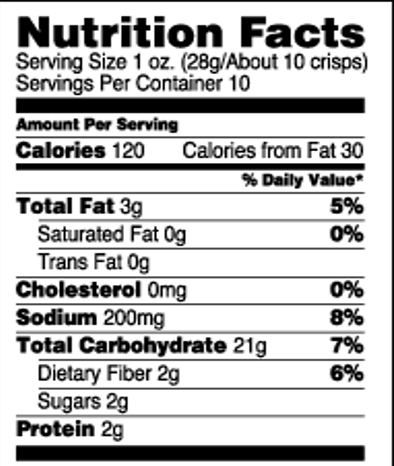 Nutrition Facts
Serving Size 1 oz. (28g/About 10 crisps)
Servings Per Container 10
Amount Per Serving
Calories 120 Calories from Fat 30
% Daily Value*
Total Fat 3g 5%
Saturated Fat 0g 0%
Trans Fat 0g
Cholesterol 0mg 0%
Sodium 200mg 8%
Total Carbohydrate 21g 7%
Dietary Fiber 2g 6%
Sugars 2g
Protein 2g